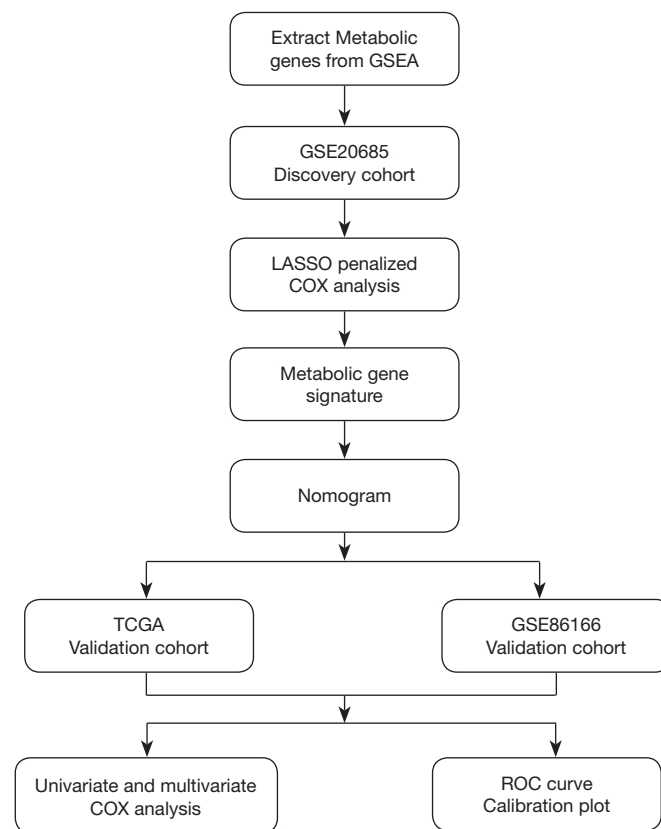 Extract Metabolic
genes from GSEA
GSE20685
Discovery cohort
LASSO penalized
COX analysis
Metabolic gene
signature
Nomogram
TCGA
Validation cohort
GSE86166
Validation cohort
Univariate and multivariate
COX analysis
ROC curve
Calibration plot